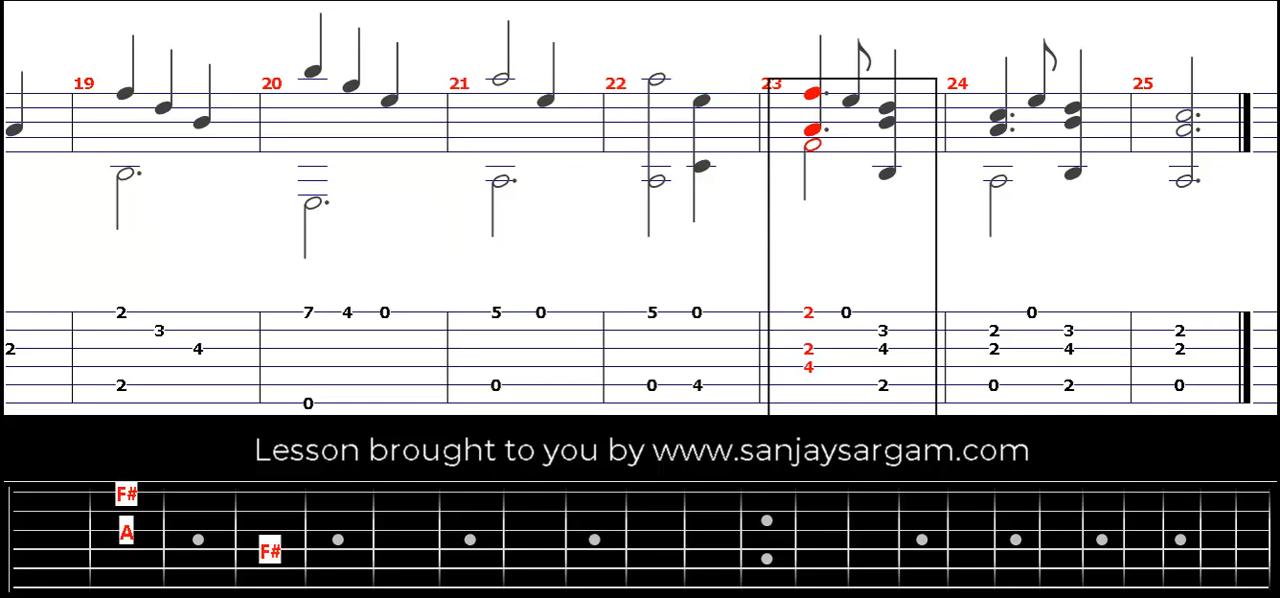 19 20 21 22 23 24 25
2 7 4 0 5 0 5 0 2 0 0
3 3 2 3 2
2 4 2 4 2 4 2
4
2 0 0 4 2 0 2 0
0
Lesson brought to you by www.sanjaysargam.com
F#
A
F#